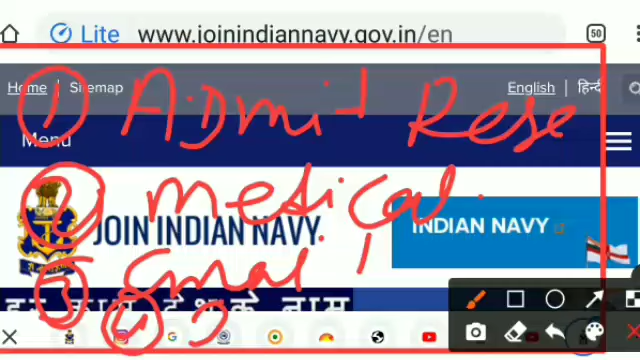 Lite www.joinindiannavy.gov.in/en 50
Home | Sitemap English | हिन्दी
① Admit Rese
Menu
② Medical
JOIN INDIAN NAVY INDIAN NAVY
③ Email
④